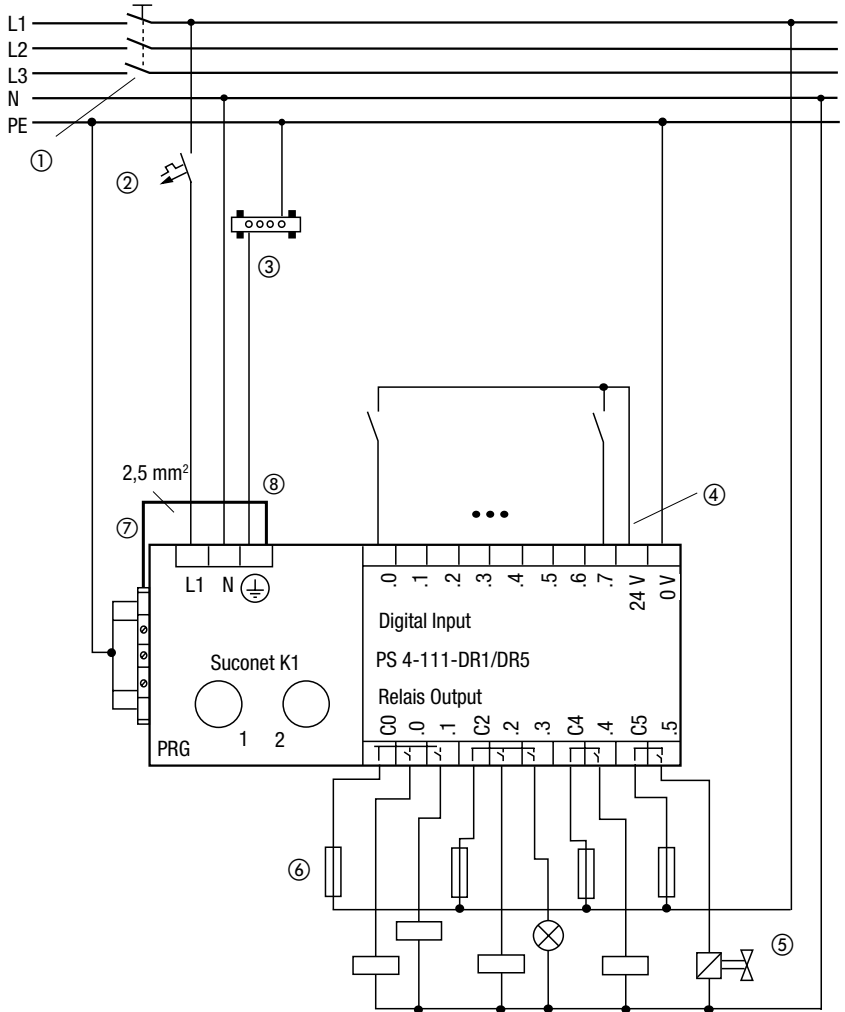 L1
L2
L3
N
PE
①
②
③
④
2,5 mm²
⑧
⑦
L1 N
.0 .1 .2 .3 .4 .5 .6 .7 24 V 0 V
Digital Input
PS 4-111-DR1/DR5
Relais Output
Suconet K1
1 2
PRG
C0 .0 .1 C2 .2 .3 C4 .4 C5 .5
⑥
⑤